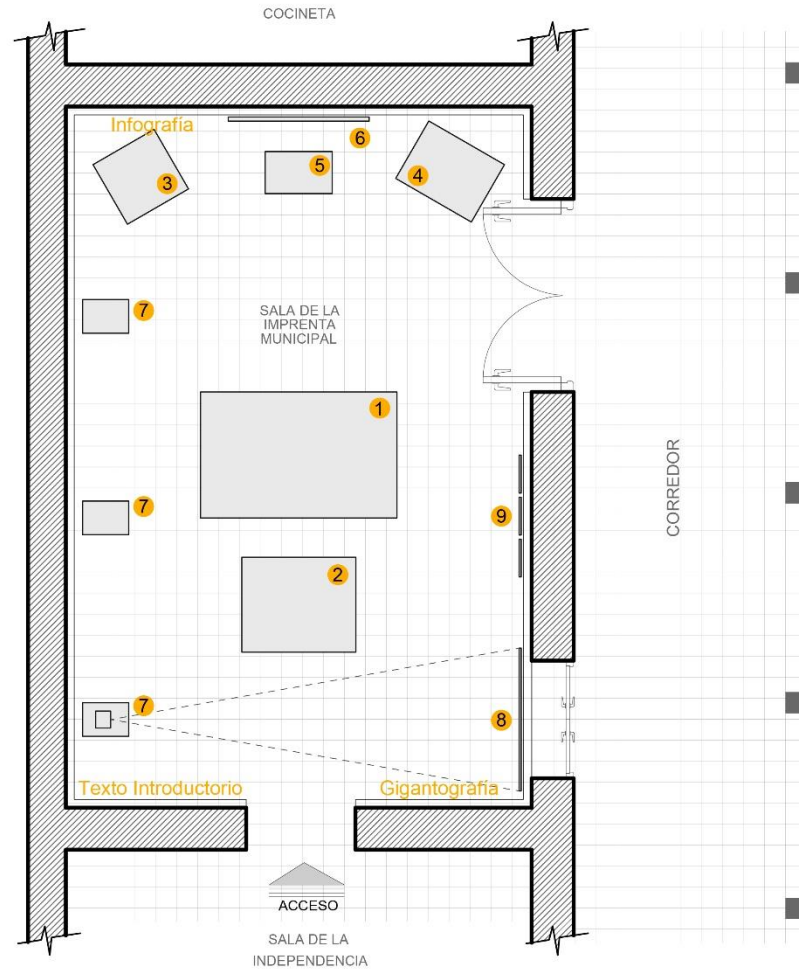 COCINETA
Infografía
6
5
4
3
7
SALA DE LA
IMPRENTA
MUNICIPAL
1
CORREDOR
7
9
2
7
8
Texto Introductorio
Gigantografía
ACCESO
SALA DE LA
INDEPENDENCIA